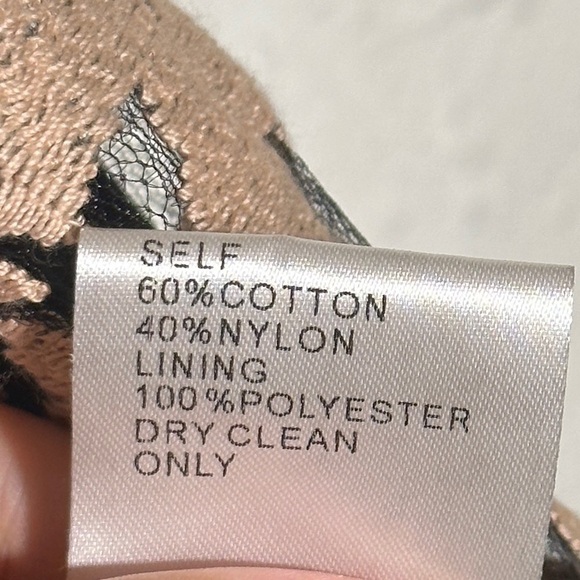 SELF
60%COTTON
40%NYLON
LINING
100%POLYESTER
DRY CLEAN
ONLY